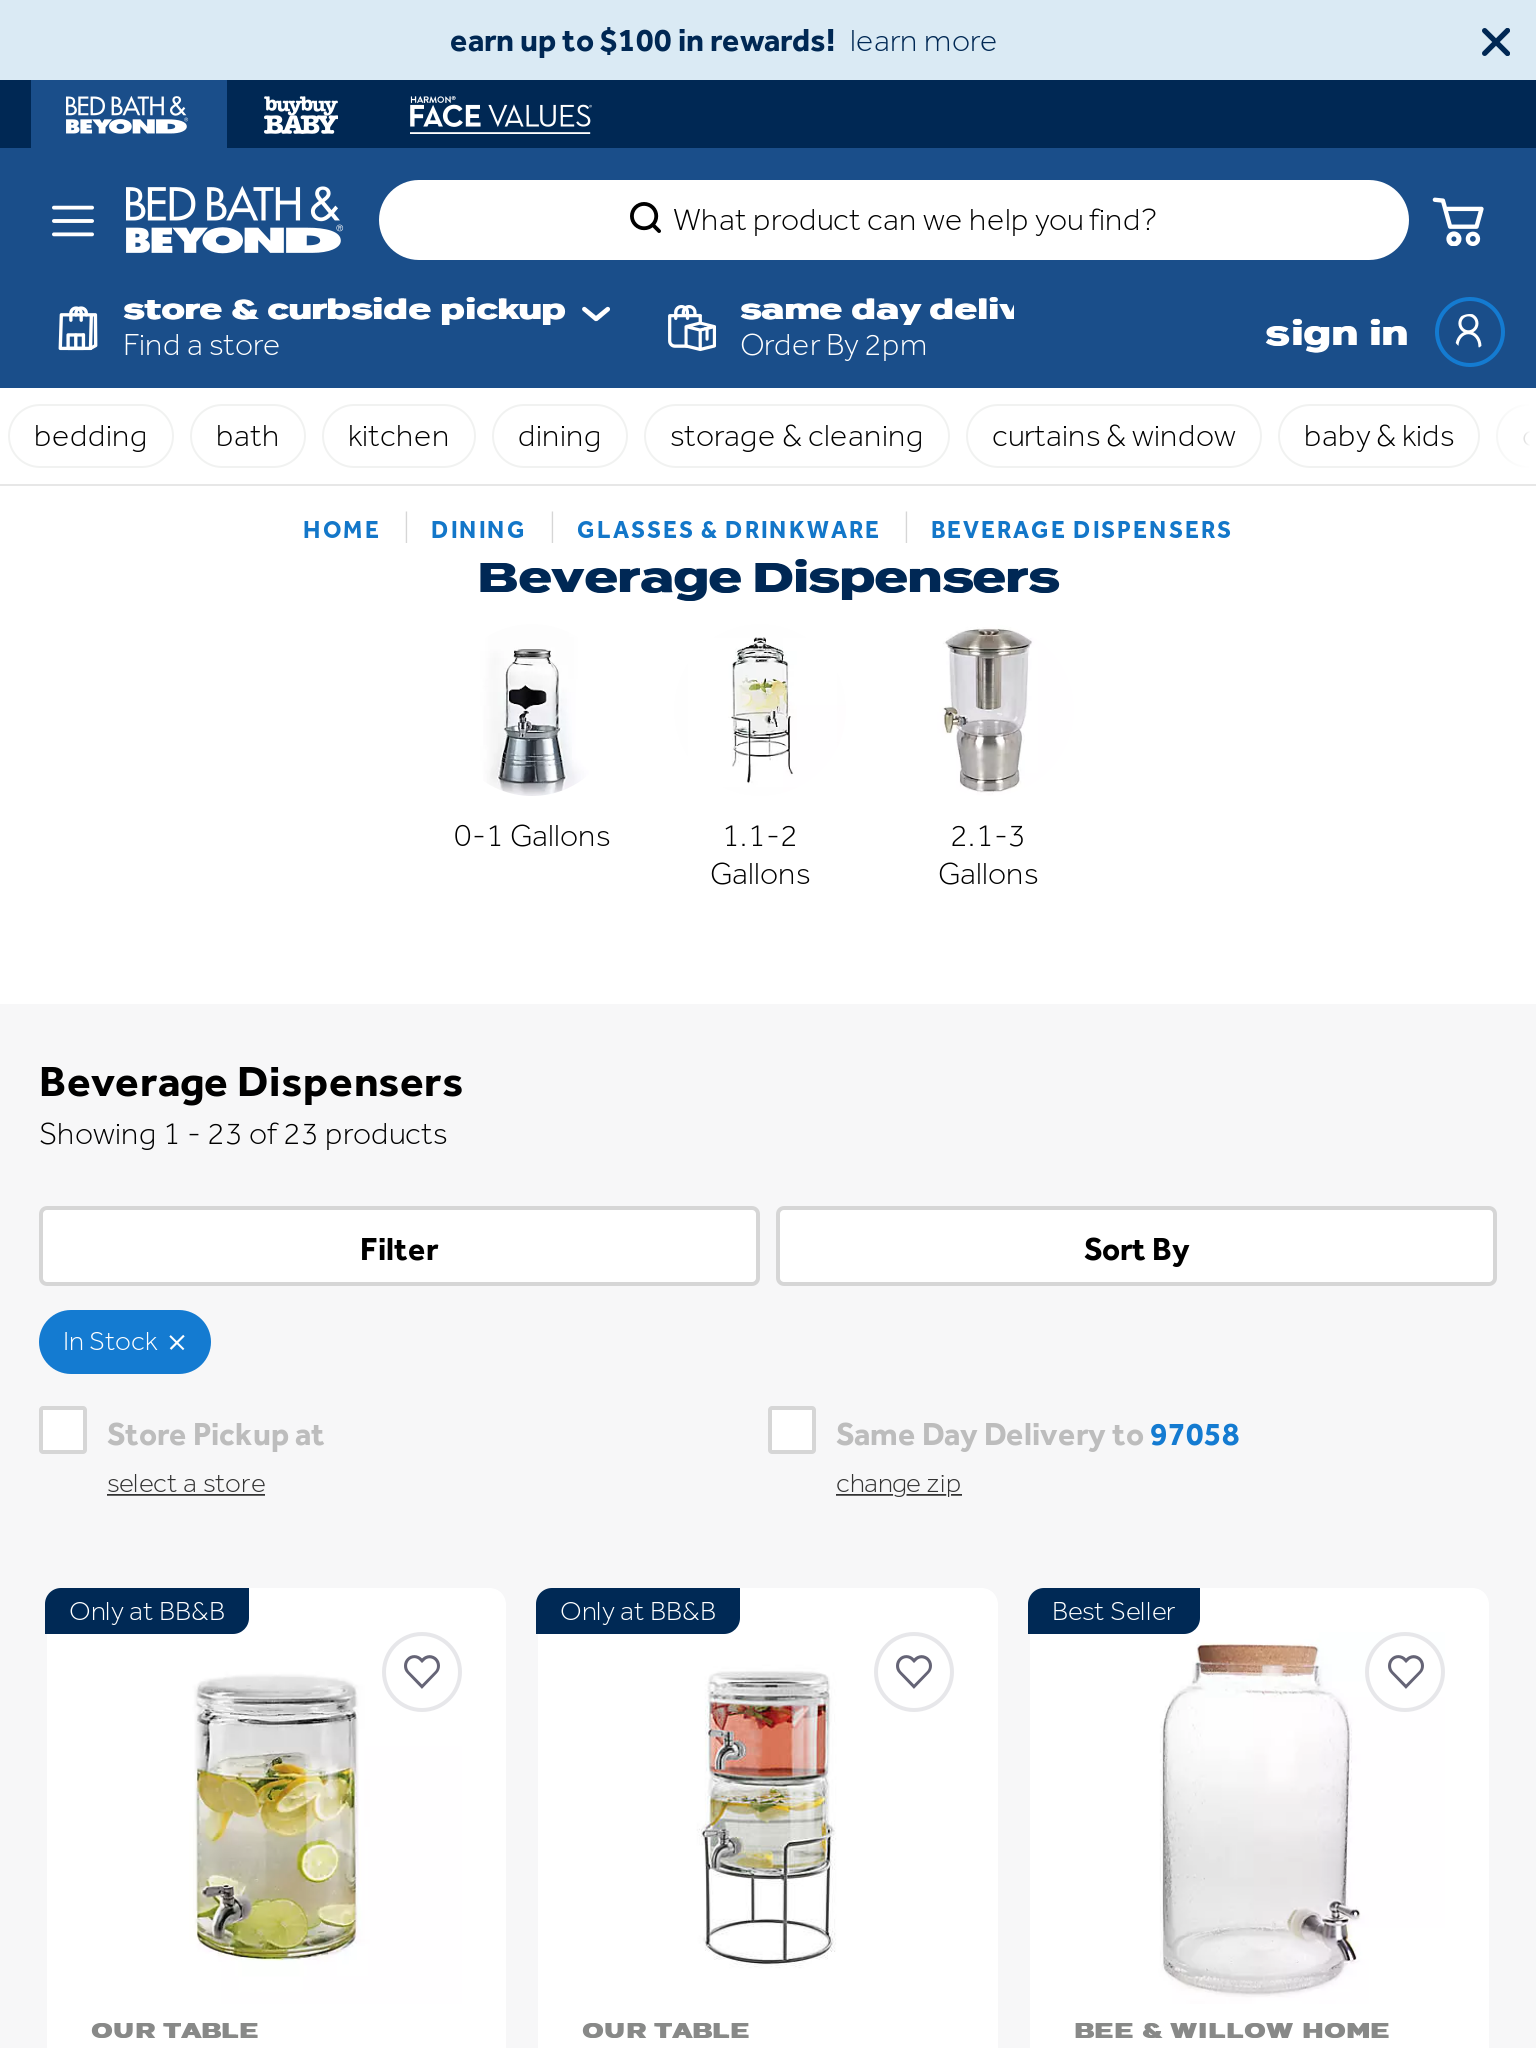 earn up to $100 in rewards! learn more
BED BATH &
BEYOND
buybuy
BABY
HARMON®
FACE VALUES
BED BATH &
BEYOND®
What product can we help you find?
store & curbside pickup
Find a store
same day deliv
Order By 2pm
sign in
bedding
bath
kitchen
dining
storage & cleaning
curtains & window
baby & kids
HOME
DINING
GLASSES & DRINKWARE
BEVERAGE DISPENSERS
Beverage Dispensers
0-1 Gallons
1.1-2
Gallons
2.1-3
Gallons
Beverage Dispensers
Showing 1 - 23 of 23 products
Filter
Sort By
In Stock
Store Pickup at
select a store
Same Day Delivery to 97058
change zip
Only at BB&B
Only at BB&B
Best Seller
OUR TABLE
OUR TABLE
BEE & WILLOW HOME